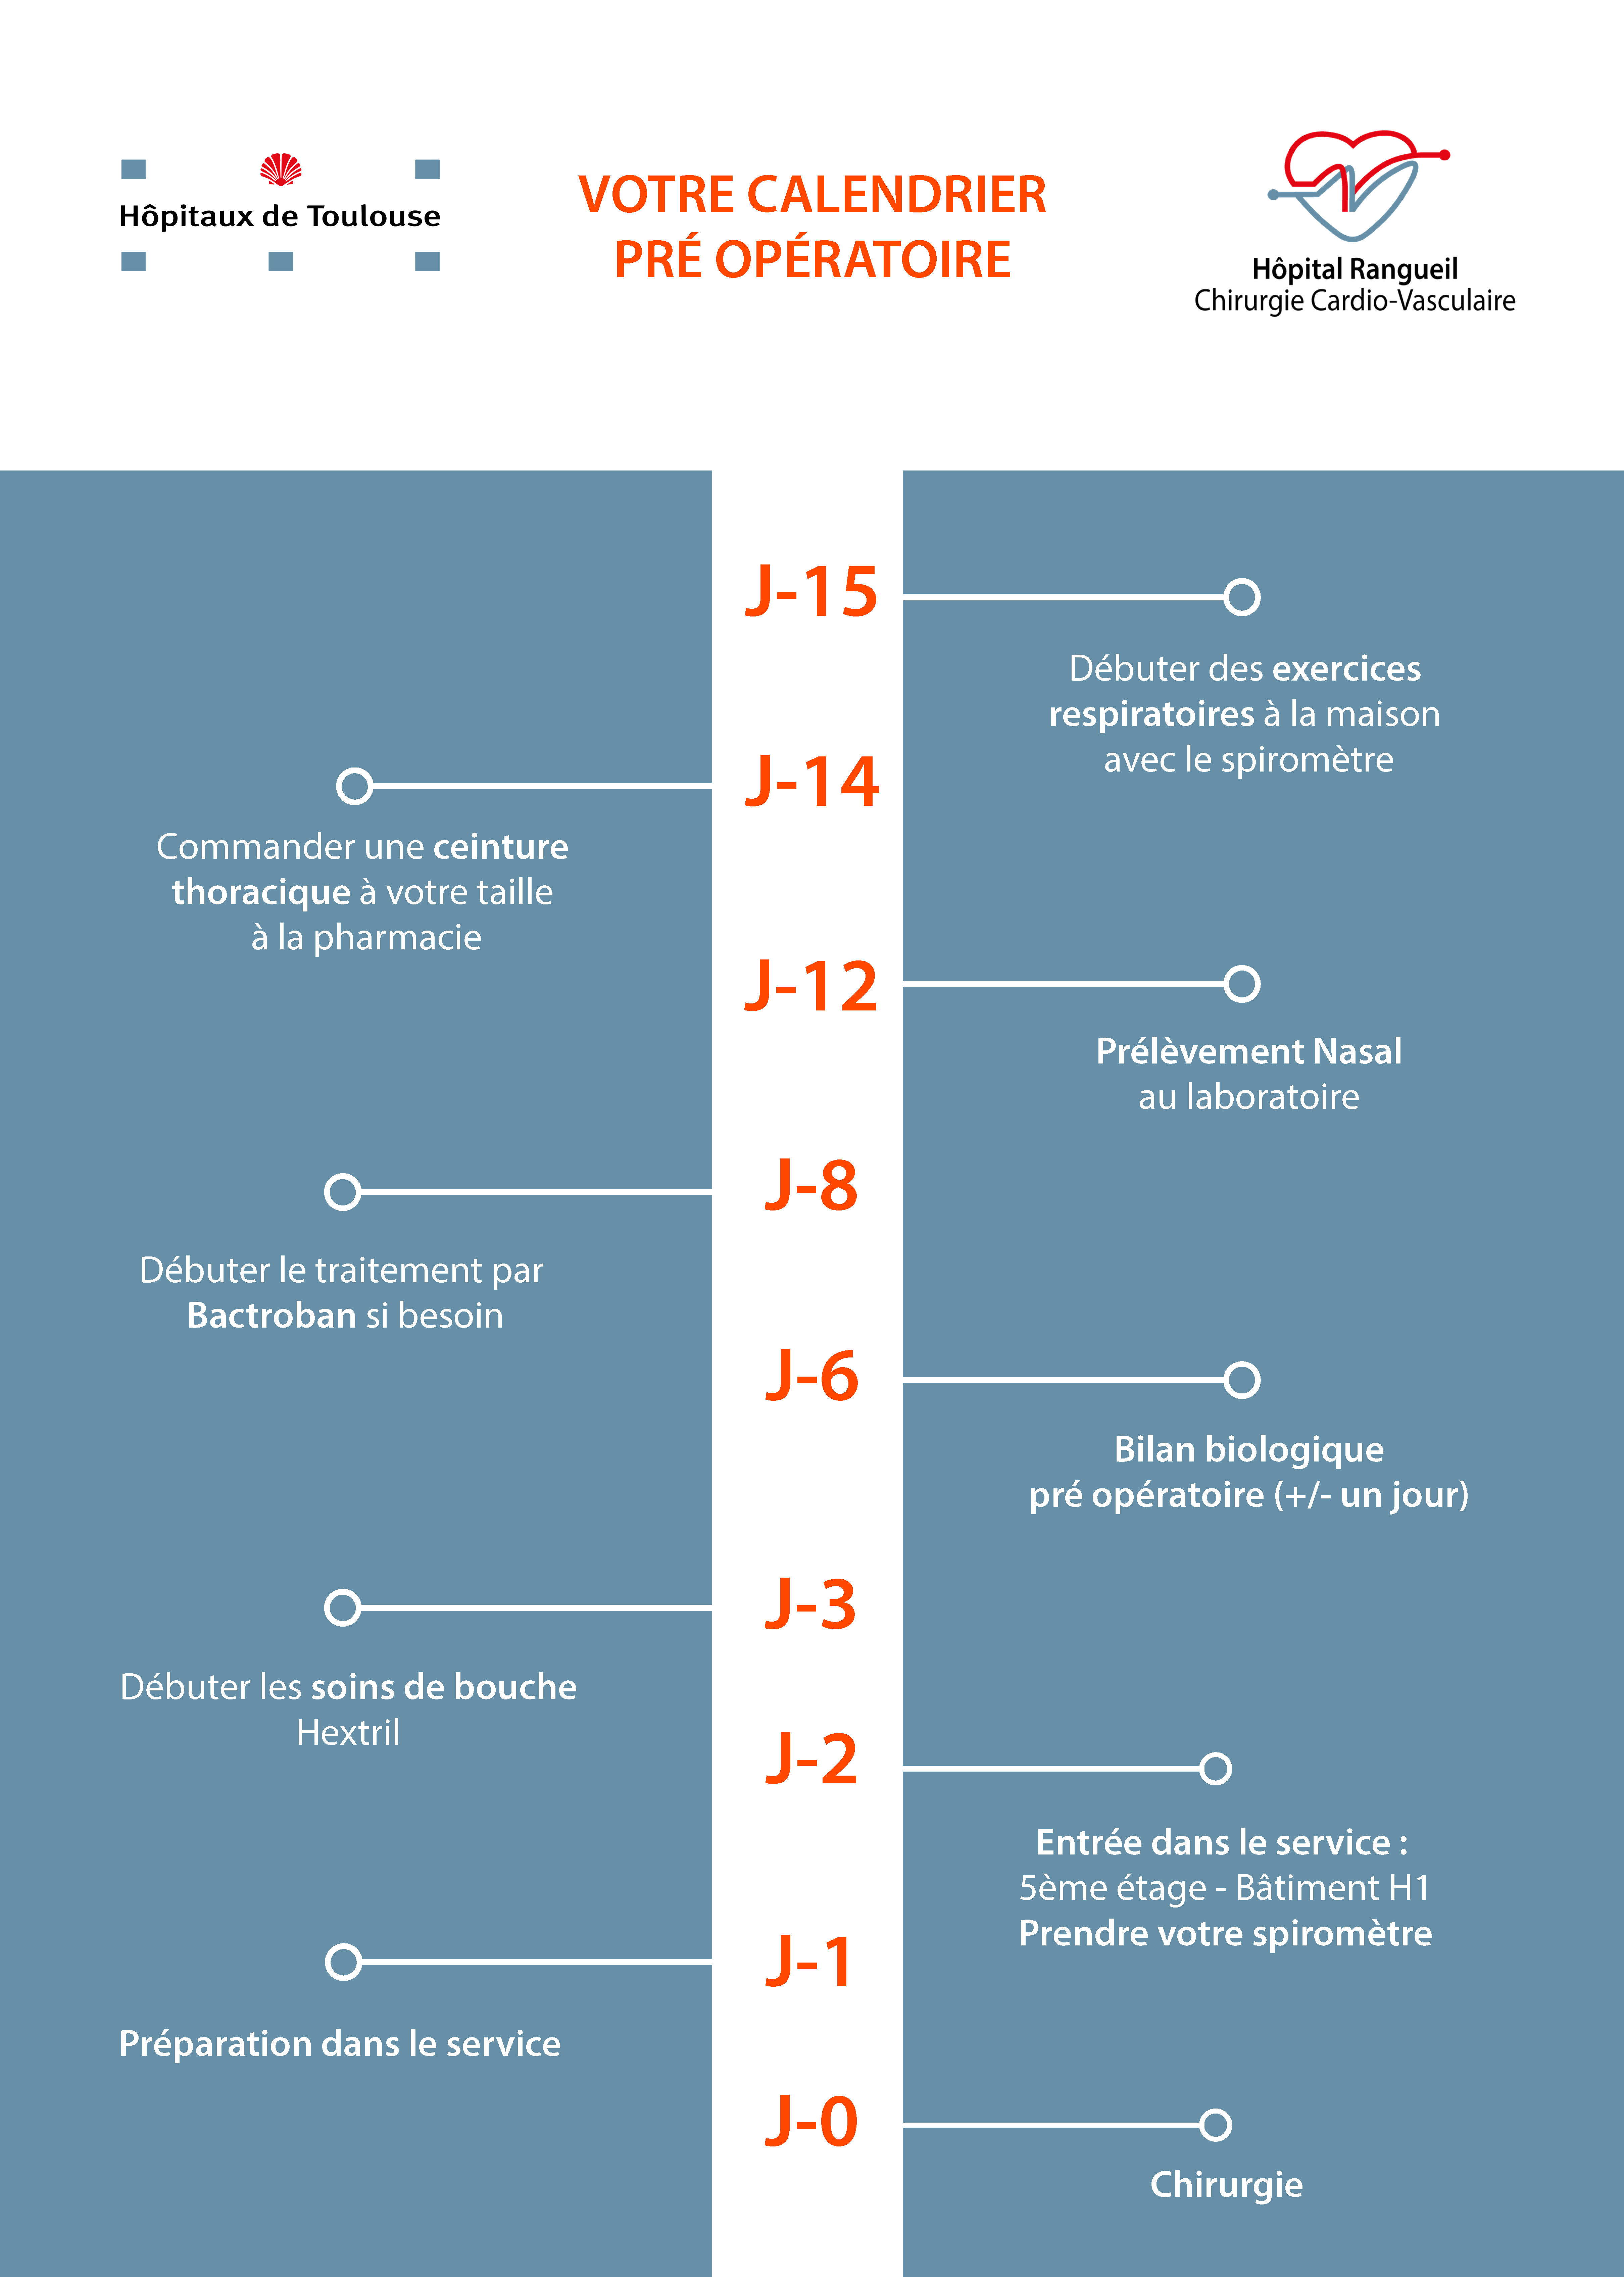 Hôpitaux de Toulouse
VOTRE CALENDRIER
PRÉ OPÉRATOIRE
Hôpital Rangueil
Chirurgie Cardio-Vasculaire
J-15
Débuter des exercices
respiratoires à la maison
avec le spiromètre
J-14
Commander une ceinture
thoracique à votre taille
à la pharmacie
J-12
Prélèvement Nasal
au laboratoire
J-8
Débuter le traitement par
Bactroban si besoin
J-6
Bilan biologique
pré opératoire (+/- un jour)
J-3
Débuter les soins de bouche
Hextril
J-2
Entrée dans le service :
5ème étage - Bâtiment H1
Prendre votre spiromètre
J-1
Préparation dans le service
J-0
Chirurgie